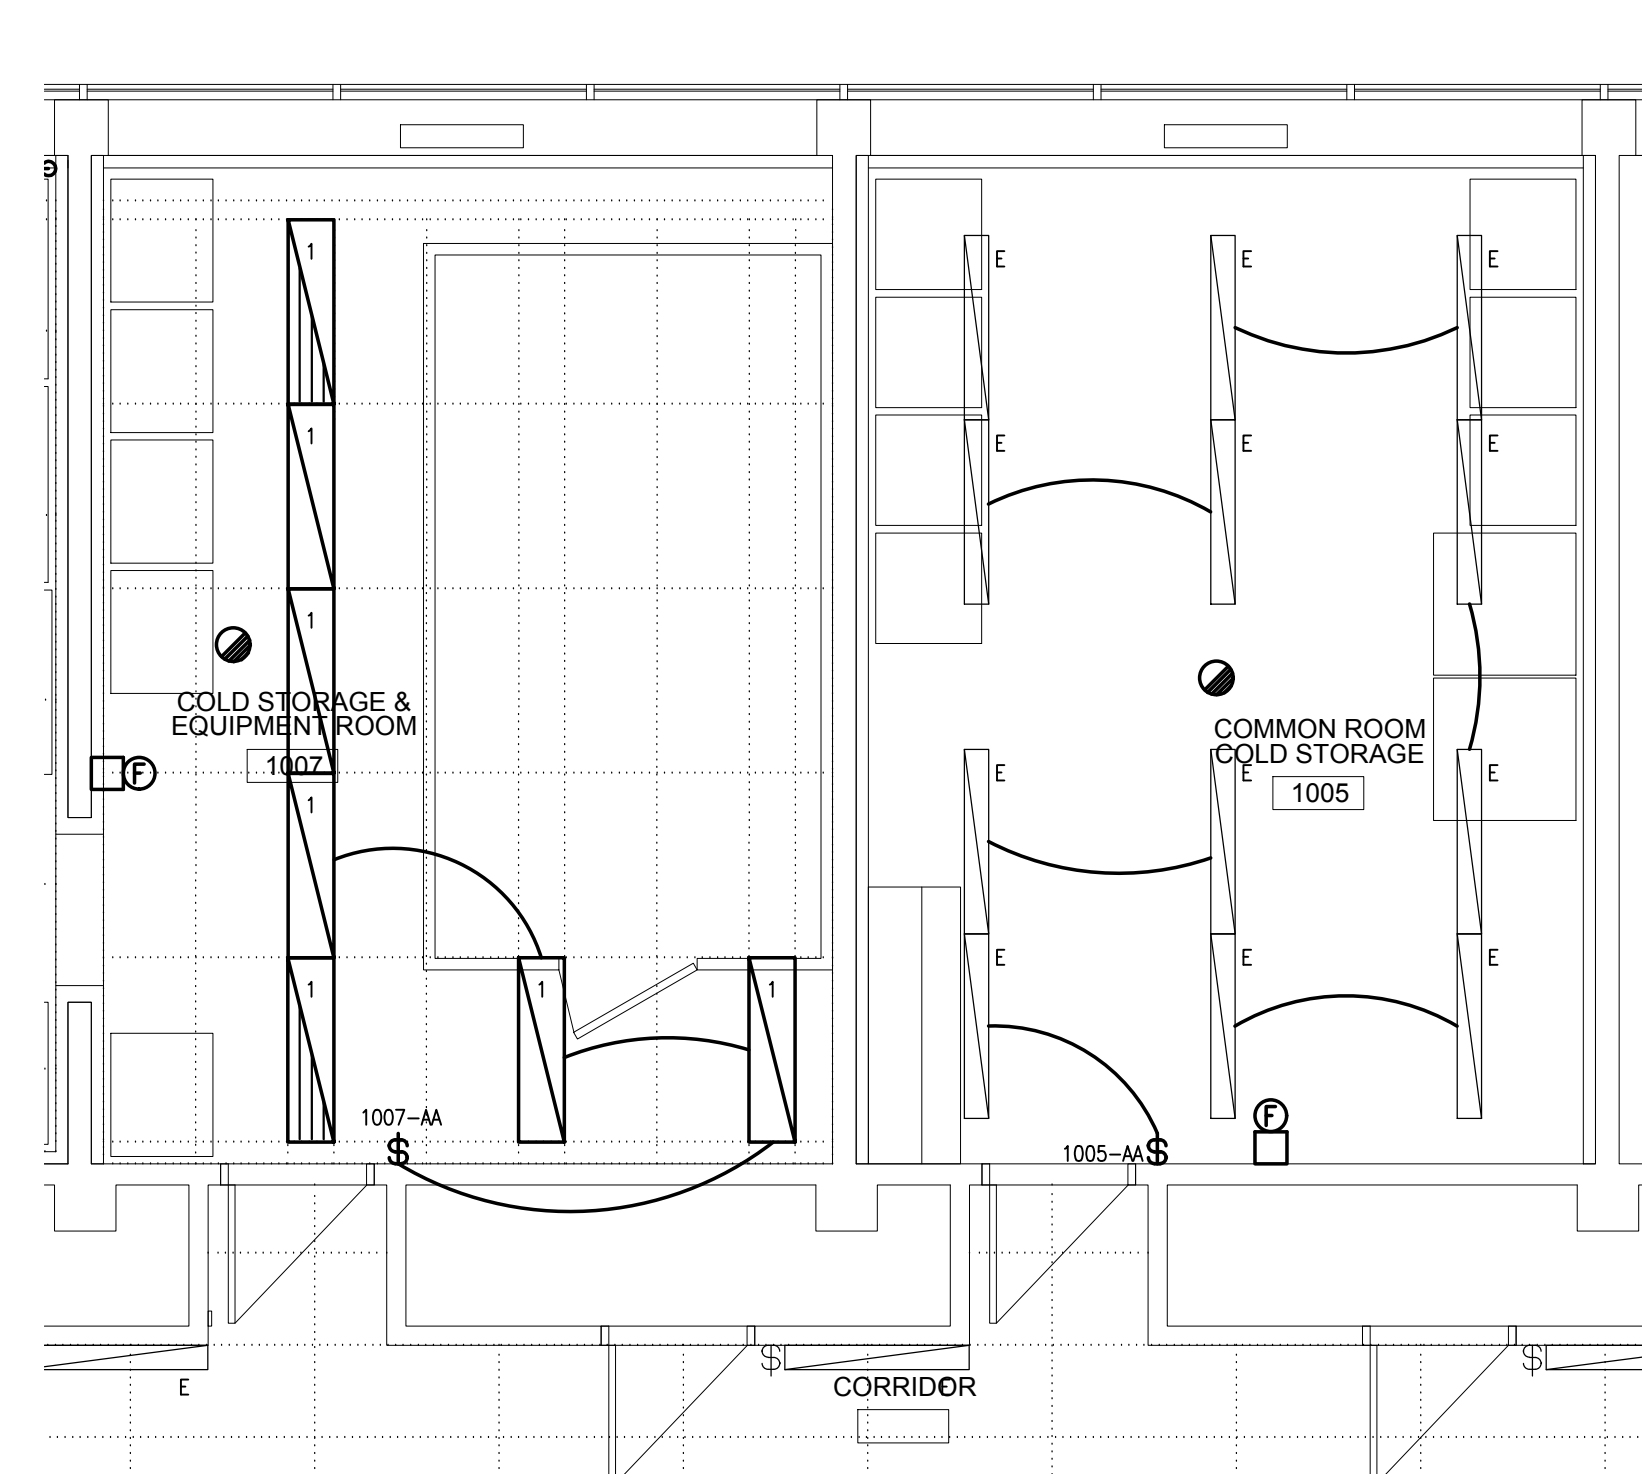 1
E
E
E
1
E
E
E
1
COLD STORAGE &
EQUIPMENT ROOM
1007
COMMON ROOM
COLD STORAGE
1005
F
E
E
E
1
1
1
1
E
E
E
1007-AA
$
1005-AA $
F
$
$
E
CORRIDOR
E